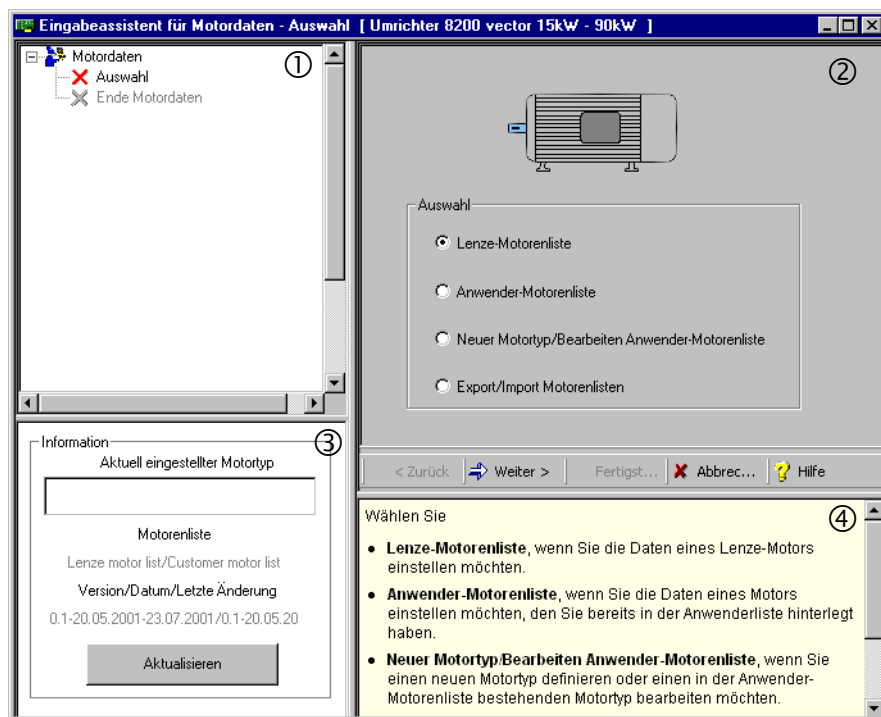 Eingabeassistent für Motordaten - Auswahl [ Umrichter 8200 vector 15kW - 90kW ]
Motordaten
Auswahl
Ende Motordaten
①
②
Auswahl
Lenze-Motorenliste
Anwender-Motorenliste
Neuer Motortyp/Bearbeiten Anwender-Motorenliste
Export/Import Motorenlisten
< Zurück Weiter > Fertigst... Abbrec... Hilfe
③
Information
Aktuell eingestellter Motortyp
Motorenliste
Lenze motor list/Customer motor list
Version/Datum/Letzte Änderung
0.1-20.05.2001-23.07.2001/0.1-20.05.20
Aktualisieren
④
Wählen Sie
• Lenze-Motorenliste, wenn Sie die Daten eines Lenze-Motors
einstellen möchten.
• Anwender-Motorenliste, wenn Sie die Daten eines Motors
einstellen möchten, den Sie bereits in der Anwenderliste hinterlegt
haben.
• Neuer Motortyp/Bearbeiten Anwender-Motorenliste, wenn Sie
einen neuen Motortyp definieren oder einen in der Anwender-
Motorenliste bestehenden Motortyp bearbeiten möchten.